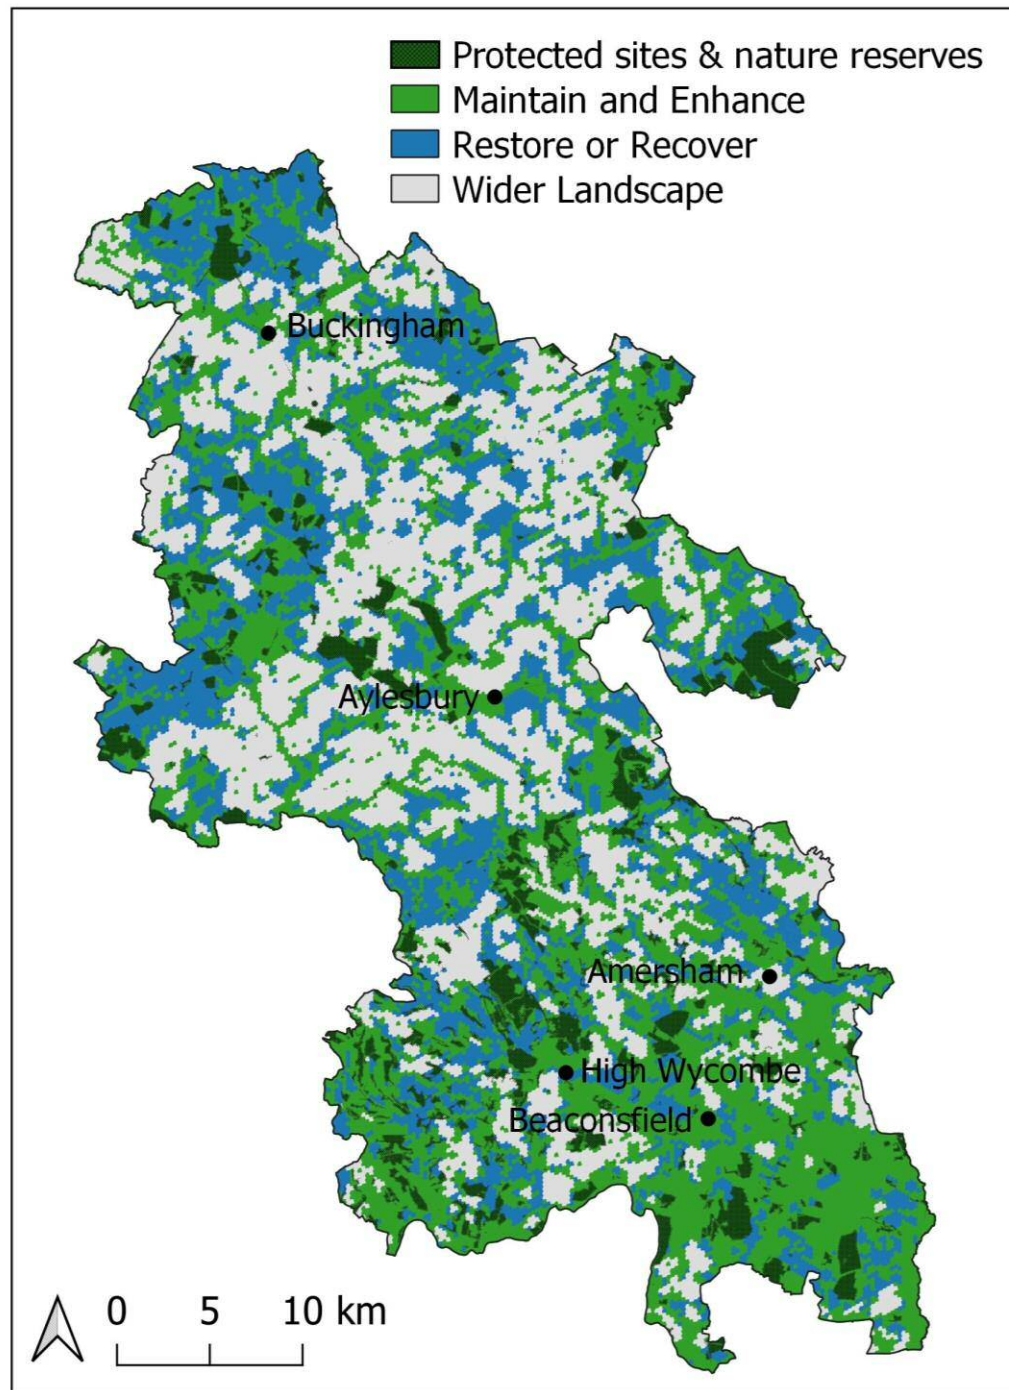 Protected sites & nature reserves
Maintain and Enhance
Restore or Recover
Wider Landscape
Buckingham
Aylesbury
Amersham
High Wycombe
Beaconsfield
0 5 10 km